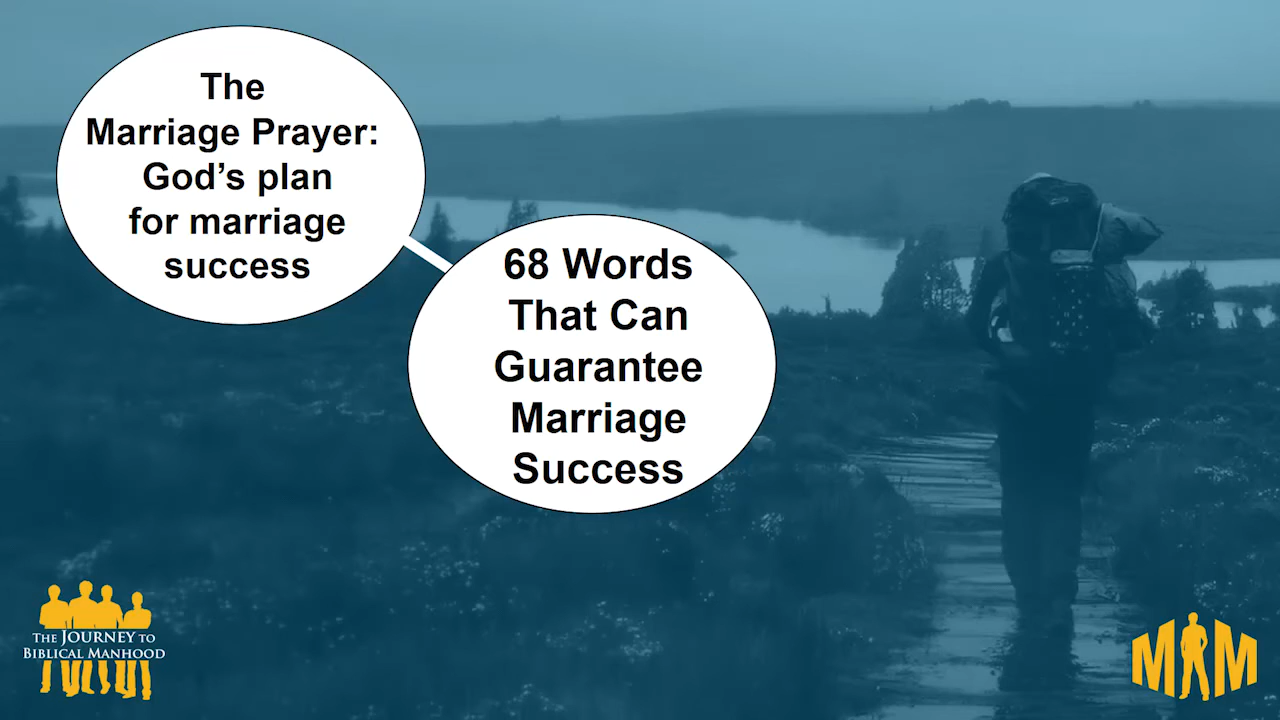 The
Marriage Prayer:
God’s plan
for marriage
success
68 Words
That Can
Guarantee
Marriage
Success
THE JOURNEY TO
BIBLICAL MANHOOD
M M